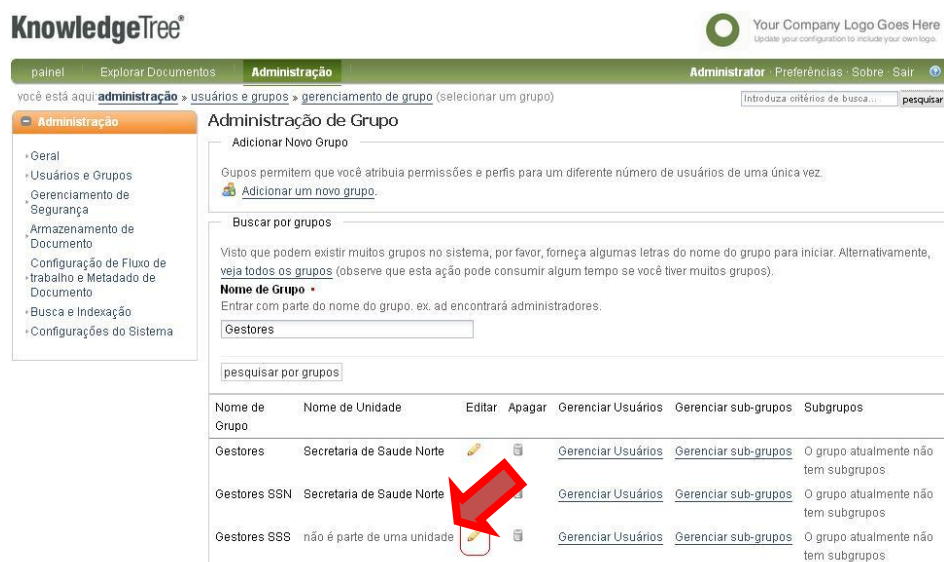 KnowledgeTree®
Your Company Logo Goes Here
Update your configuration to include your own logo.
painel Explorar Documentos Administração Administrator · Preferências · Sobre · Sair
você está aqui:administração » usuários e grupos » gerenciamento de grupo (selecionar um grupo)
Introduza critérios de busca... pesquisar
Administração
Geral
Usuários e Grupos
Gerenciamento de
Segurança
Armazenamento de
Documento
Configuração de Fluxo de
trabalho e Metadado de
Documento
Busca e Indexação
Configurações do Sistema
Administração de Grupo
Adicionar Novo Grupo
Gupos permitem que você atribuia permissões e perfis para um diferente número de usuários de uma única vez.
Adicionar um novo grupo.
Buscar por grupos
Visto que podem existir muitos grupos no sistema, por favor, forneça algumas letras do nome do grupo para iniciar. Alternativamente,
veja todos os grupos (observe que esta ação pode consumir algum tempo se você tiver muitos grupos).
Nome de Grupo •
Entrar com parte do nome do grupo. ex. ad encontrará administradores.
Gestores
pesquisar por grupos
Nome de Nome de Unidade Editar Apagar Gerenciar Usuários Gerenciar sub-grupos Subgrupos
Grupo
Gestores Secretaria de Saude Norte Gerenciar Usuários Gerenciar sub-grupos O grupo atualmente não
tem subgrupos
Gestores SSN Secretaria de Saude Norte Gerenciar Usuários Gerenciar sub-grupos O grupo atualmente não
tem subgrupos
Gestores SSS não é parte de uma unidade Gerenciar Usuários Gerenciar sub-grupos O grupo atualmente não
tem subgrupos